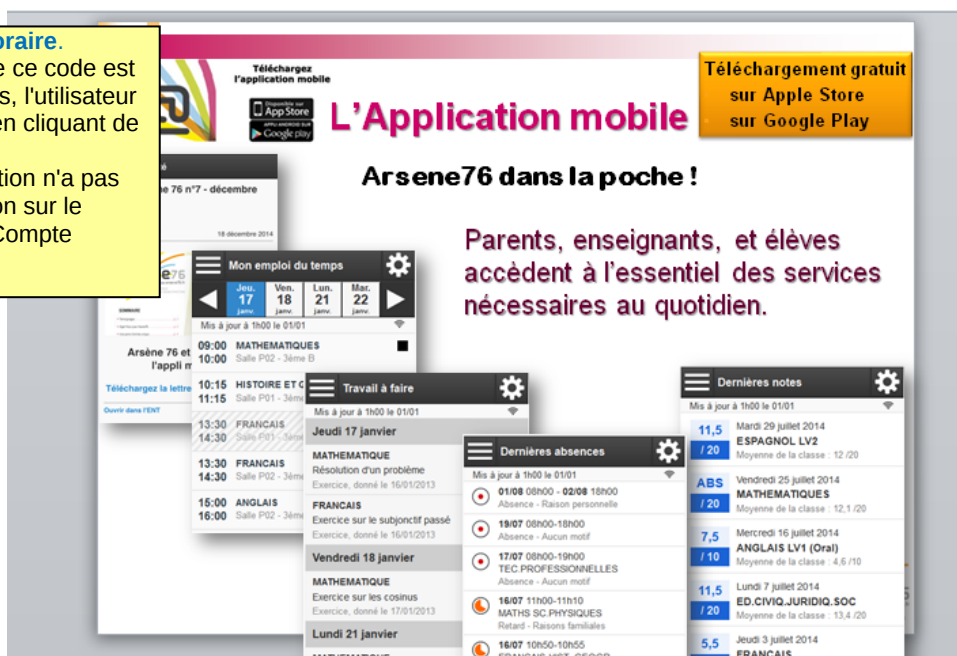 oraire.
e ce code est
s, l'utilisateur
en cliquant de
tion n'a pas
on sur le
Compte
Téléchargez
l'application mobile
Disponible sur
App Store
APPLI ANDROID SUR
Google play
L'Application mobile
Téléchargement gratuit
sur Apple Store
sur Google Play
Arsene76 dans la poche !
Parents, enseignants, et élèves
accèdent à l'essentiel des services
nécessaires au quotidien.
76 n°7 - décembre
18 décembre 2014
e76
SOMMAIRE
Arsène 76 et
l'appli m
Téléchargez la lettre
Ouvrir dans l'ENT
Mon emploi du temps
Jeu. 17 janv.
Ven. 18 janv.
Lun. 21 janv.
Mar. 22 janv.
Mis à jour à 1h00 le 01/01
09:00 MATHEMATIQUES
10:00 Salle P02 - 3ème B
10:15 HISTOIRE ET G
11:15 Salle P01 - 3ème
13:30 FRANCAIS
14:30 Salle P01 - 3ème
13:30 FRANCAIS
14:30 Salle P02 - 3ème
15:00 ANGLAIS
16:00 Salle P02 - 3ème
Travail à faire
Mis à jour à 1h00 le 01/01
Jeudi 17 janvier
MATHEMATIQUE
Résolution d'un problème
Exercice, donné le 16/01/2013
FRANCAIS
Exercice sur le subjonctif passé
Exercice, donné le 16/01/2013
Vendredi 18 janvier
MATHEMATIQUE
Exercice sur les cosinus
Exercice, donné le 17/01/2013
Lundi 21 janvier
MATHEMATIQUE
Dernières absences
Mis à jour à 1h00 le 01/01
01/08 08h00 - 02/08 18h00
Absence - Raison personnelle
19/07 08h00-18h00
Absence - Aucun motif
17/07 08h00-19h00
TEC.PROFESSIONNELLES
Absence - Aucun motif
16/07 11h00-11h10
MATHS SC.PHYSIQUES
Retard - Raisons familiales
16/07 10h50-10h55
FRANCAIS HIST. GEOGR
Dernières notes
Mis à jour à 1h00 le 01/01
11,5 / 20
Mardi 29 juillet 2014
ESPAGNOL LV2
Moyenne de la classe : 12 /20
ABS / 20
Vendredi 25 juillet 2014
MATHEMATIQUES
Moyenne de la classe : 12,1 /20
7,5 / 10
Mercredi 16 juillet 2014
ANGLAIS LV1 (Oral)
Moyenne de la classe : 4,6 /10
11,5 / 20
Lundi 7 juillet 2014
ED.CIVIQ.JURIDIQ.SOC
Moyenne de la classe : 13,4 /20
5,5
Jeudi 3 juillet 2014
FRANCAIS